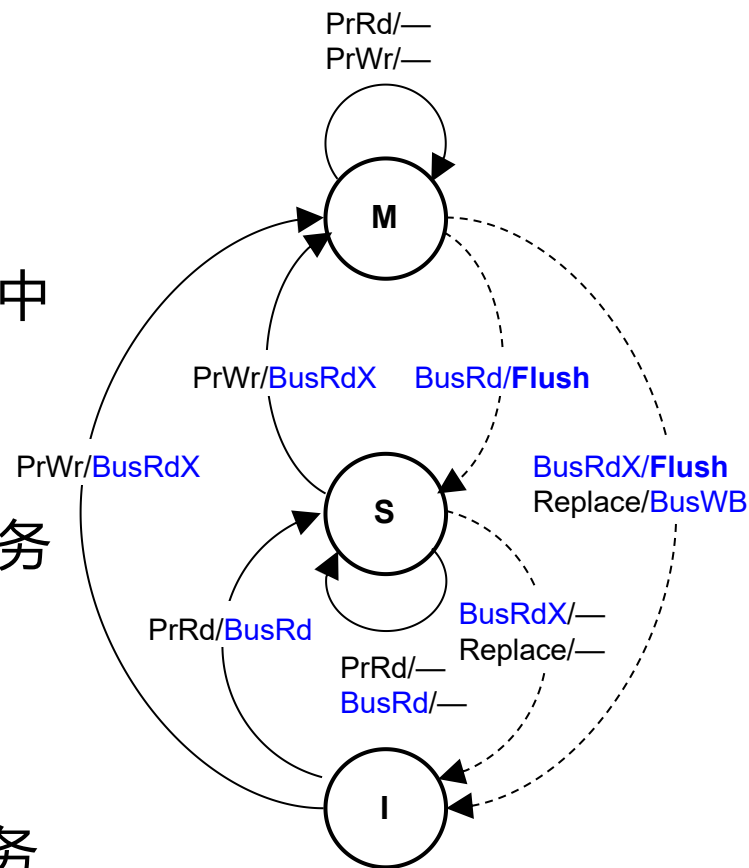 PrRd/—
PrWr/—
M
中
PrWr/BusRdX
BusRd/Flush
PrWr/BusRdX
BusRdX/Flush
Replace/BusWB
S
务
PrRd/BusRd
BusRdX/—
Replace/—
PrRd/—
BusRd/—
I
务